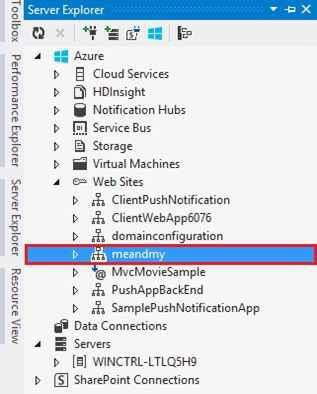 Server Explorer
Toolbox
Performance Explorer
Server Explorer
Resource View
Azure
Cloud Services
HDInsight
Notification Hubs
Service Bus
Storage
Virtual Machines
Web Sites
ClientPushNotification
ClientWebApp6076
domainconfiguration
meandmy
MvcMovieSample
PushAppBackEnd
SamplePushNotificationApp
Data Connections
Servers
WINCTRL-LTLQ5H9
SharePoint Connections